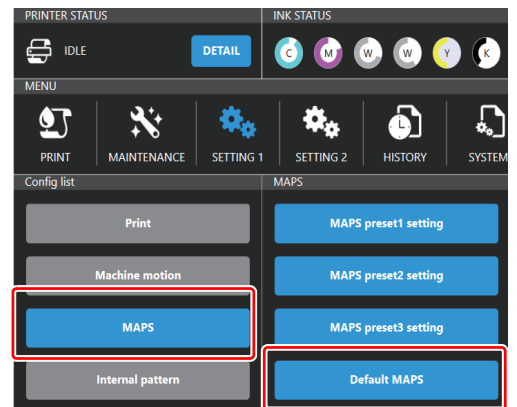 PRINTER STATUS
INK STATUS
IDLE
DETAIL
C M W W Y K
MENU
PRINT MAINTENANCE SETTING 1 SETTING 2 HISTORY SYSTEM
Config list
MAPS
Print
MAPS preset1 setting
Machine motion
MAPS preset2 setting
MAPS
MAPS preset3 setting
Internal pattern
Default MAPS